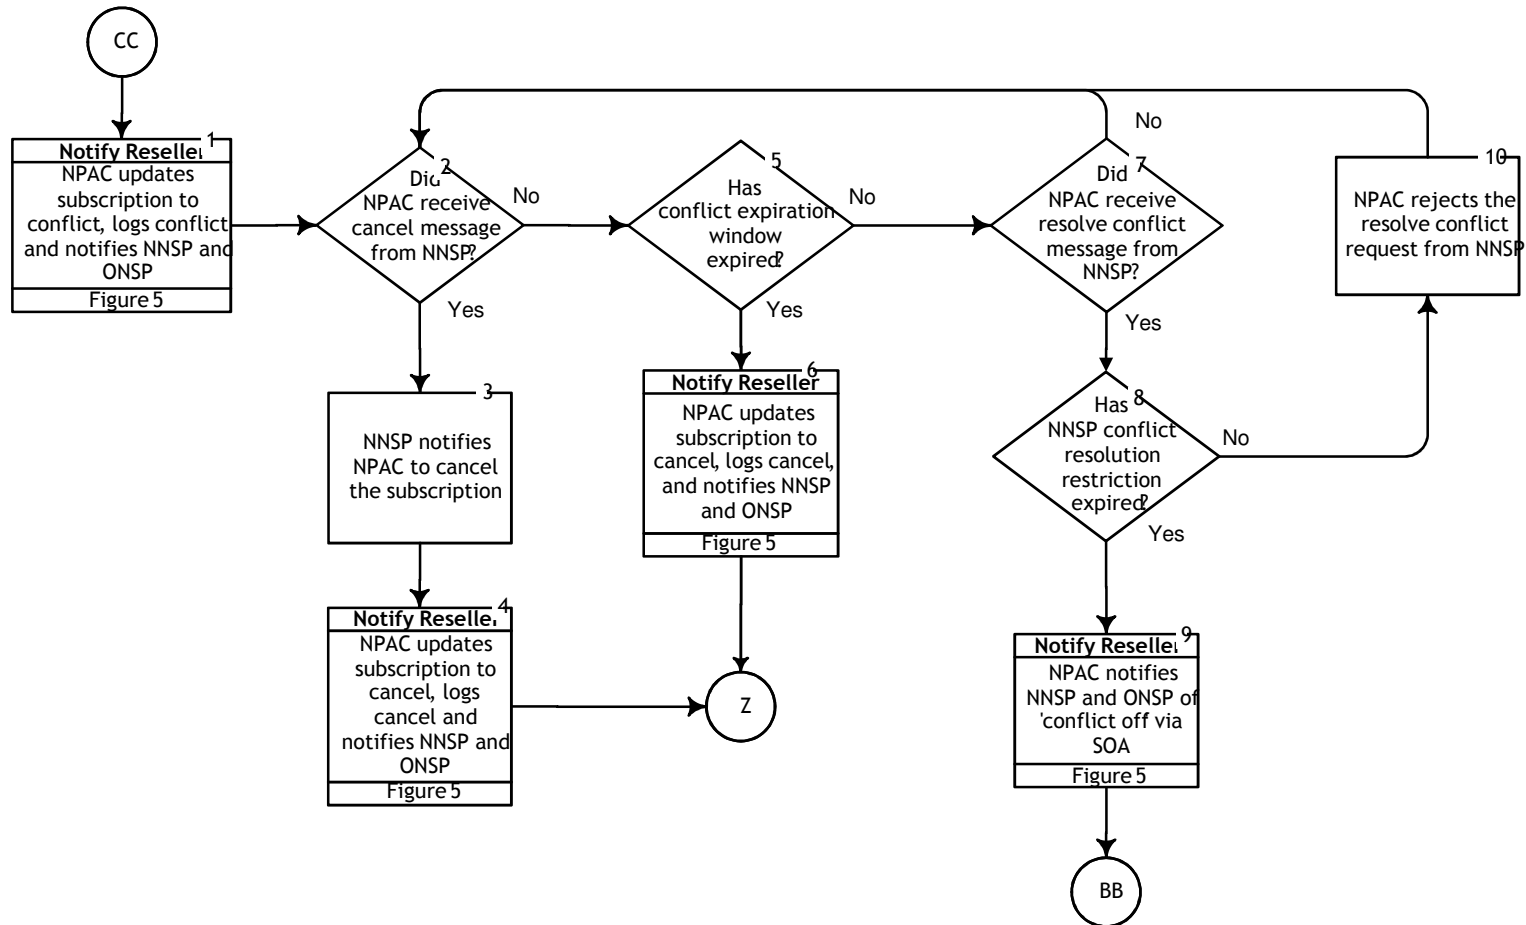 CC
1
Notify Reseller
NPAC updates
subscription to
conflict, logs conflict
and notifies NNSP and
ONSP
Figure 5
2
Did
NPAC receive
cancel message
from NNSP?
No
Yes
3
NNSP notifies
NPAC to cancel
the subscription
4
Notify Reseller
NPAC updates
subscription to
cancel, logs
cancel and
notifies NNSP and
ONSP
Figure 5
5
Has
conflict expiration
window
expired?
No
Yes
6
Notify Reseller
NPAC updates
subscription to
cancel, logs cancel,
and notifies NNSP
and ONSP
Figure 5
Z
7
Did
NPAC receive
resolve conflict
message from
NNSP?
No
Yes
8
Has
NNSP conflict
resolution
restriction
expired?
No
Yes
9
Notify Reseller
NPAC notifies
NNSP and ONSP of
'conflict off via
SOA
Figure 5
BB
10
NPAC rejects the
resolve conflict
request from NNSP